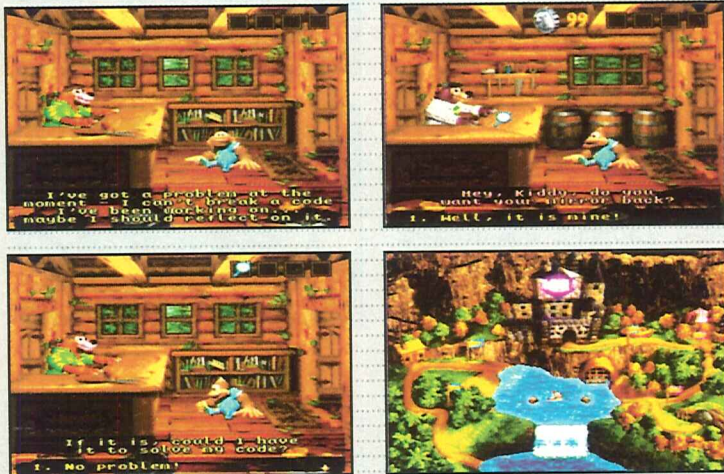 I've got a problem at the
moment - I can't break a code
I've been working on.
maybe I should reflect on it.
99
Hey, Kiddy, do you
want your mirror back?
1. Well, it is mine!
If it is, could I have
it to solve my code?
1. No problem!